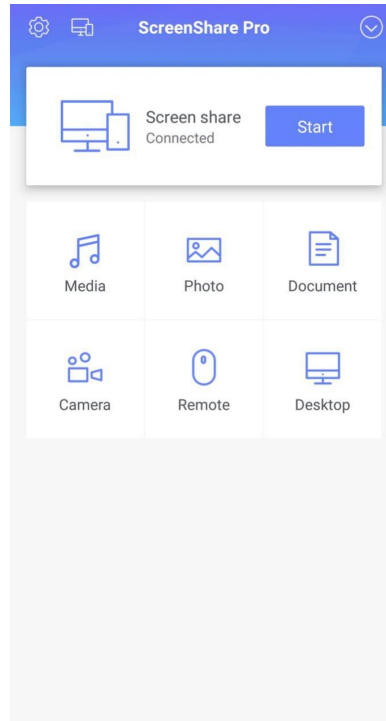 ScreenShare Pro
Screen share
Connected
Start
Media
Photo
Document
Camera
Remote
Desktop